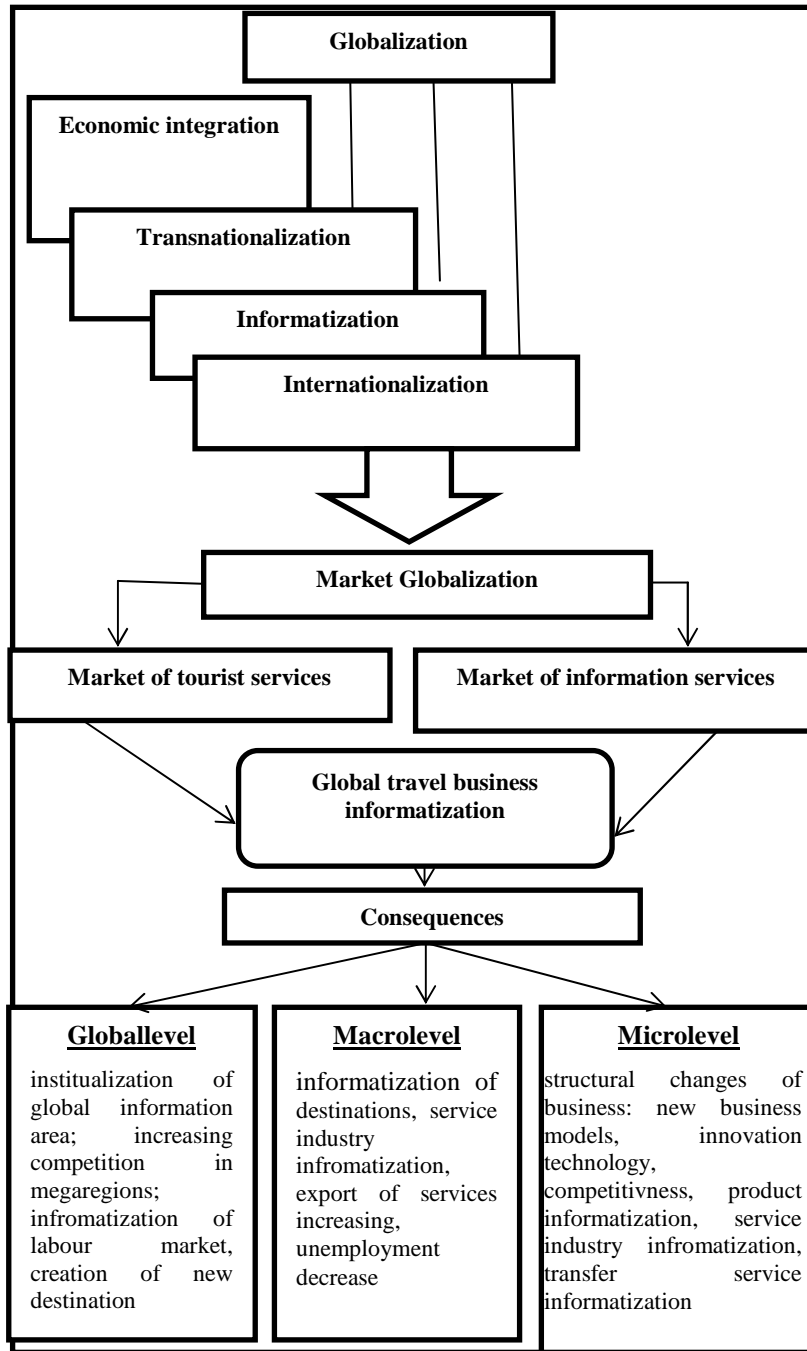 Globalization
Economic integration
Transnationalization
Informatization
Internationalization
Market Globalization
Market of tourist services
Market of information services
Global travel business
informatization
Consequences
Globallevel
institualization of
global information
area; increasing
competition in
megaregions;
infromatization of
labour market,
creation of new
destination
Macrolevel
informatization of
destinations, service
industry
infromatization,
export of services
increasing,
unemployment
decrease
Microlevel
structural changes of
business: new business
models, innovation
technology,
competitivness, product
informatization, service
industry infromatization,
transfer service
informatization